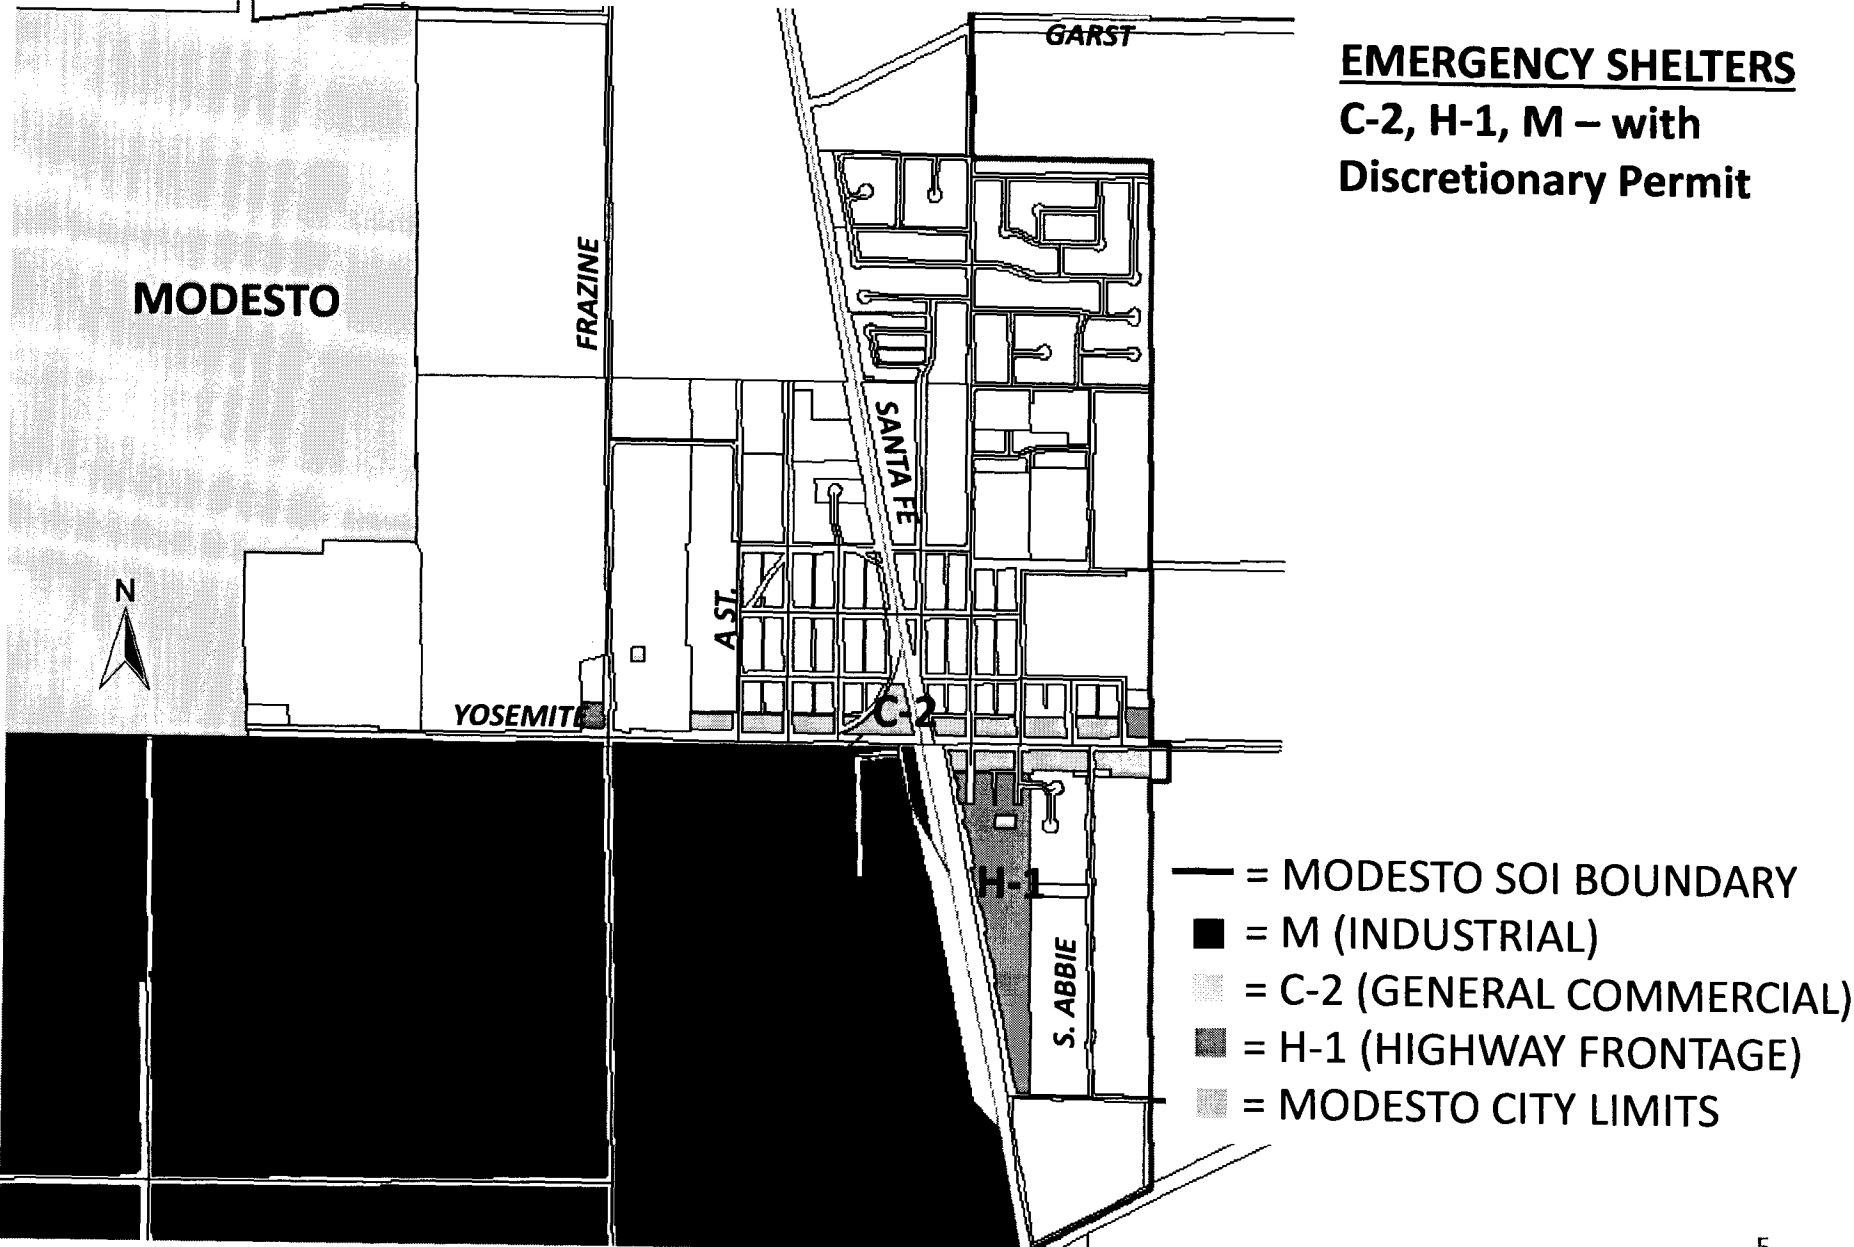 GARST
EMERGENCY SHELTERS
C-2, H-1, M – with
Discretionary Permit
FRAZINE
MODESTO
SANTA FE
N
A ST.
YOSEMITE
C-2
H-1
S. ABBIE
= MODESTO SOI BOUNDARY
= M (INDUSTRIAL)
= C-2 (GENERAL COMMERCIAL)
= H-1 (HIGHWAY FRONTAGE)
= MODESTO CITY LIMITS